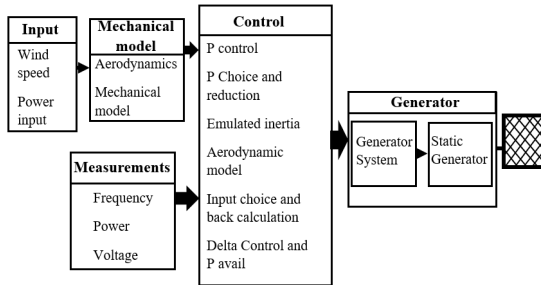 Input
Wind
speed
Power
input
Mechanical
model
Aerodynamics
Mechanical
model
Measurements
Frequency
Power
Voltage
Control
P control
P Choice and
reduction
Emulated inertia
Aerodynamic
model
Input choice and
back calculation
Delta Control and
P avail
Generator
Generator
System
Static
Generator